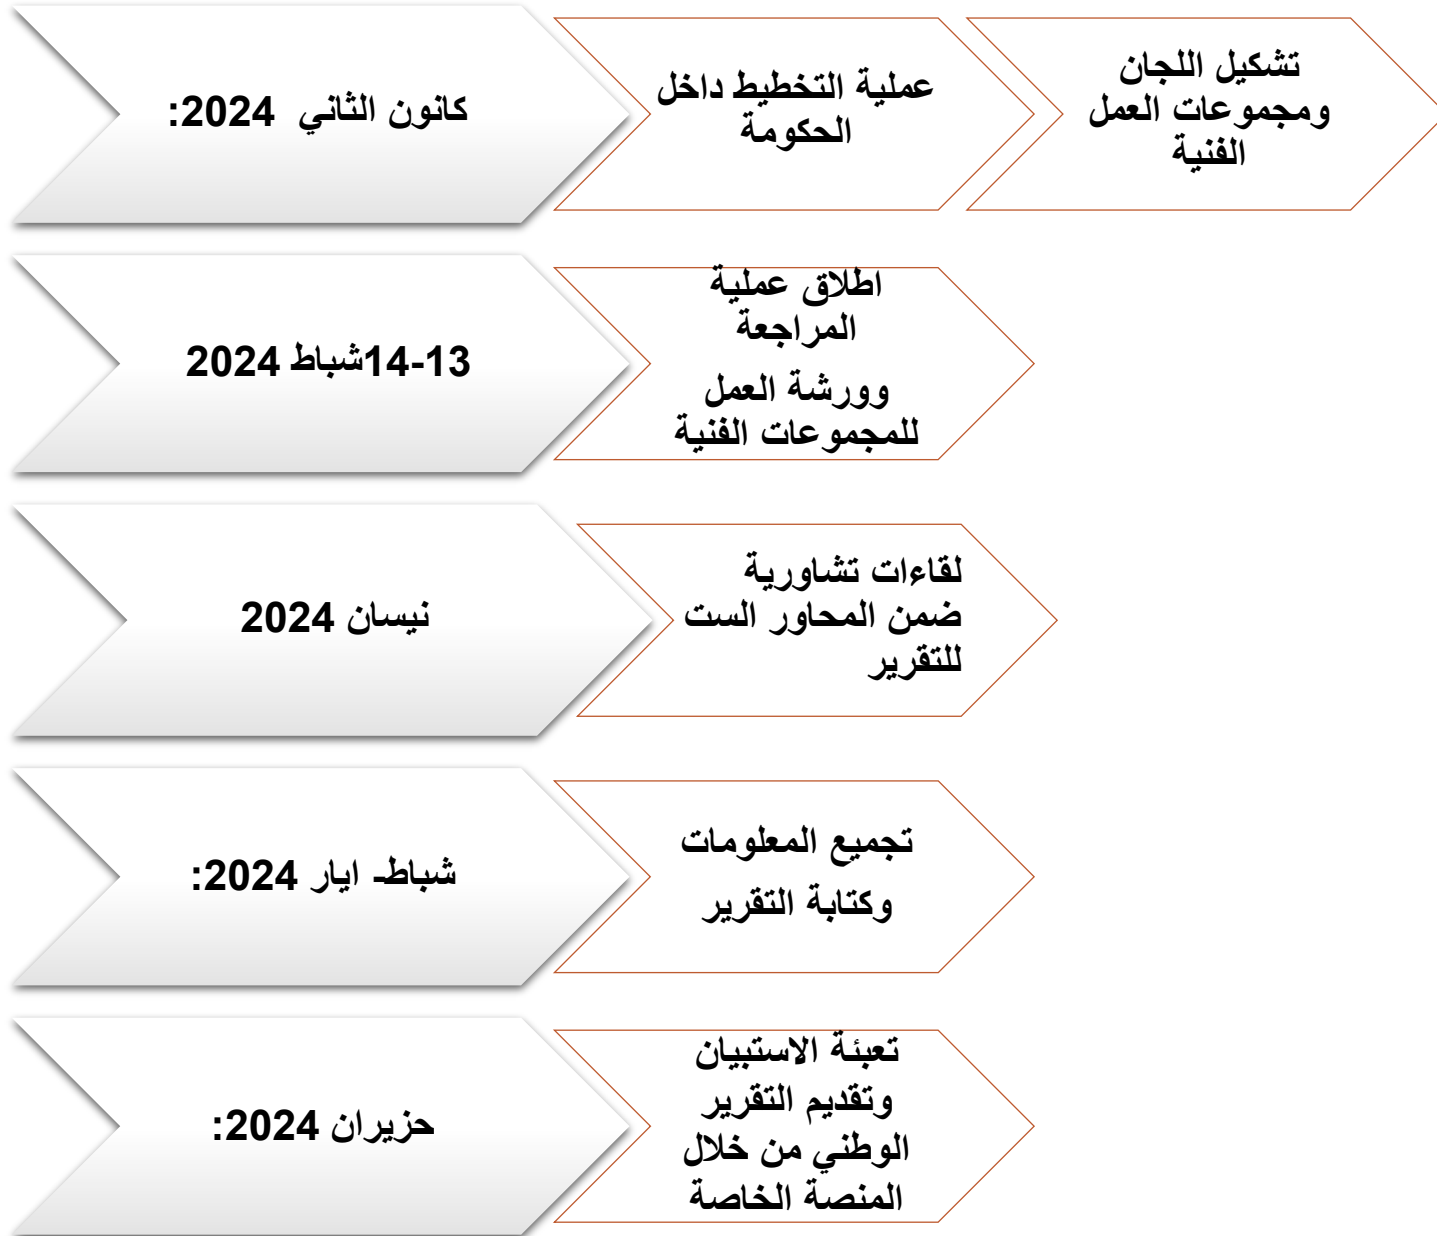 كانون الثاني 2024:
عملية التخطيط داخل
الحكومة
تشكيل اللجان
ومجموعات العمل
الفنية
13-14شباط 2024
اطلاق عملية
المراجعة
وورشة العمل
للمجموعات الفنية
نيسان 2024
لقاءات تشاورية
ضمن المحاور الست
للتقرير
شباط- ايار 2024:
تجميع المعلومات
وكتابة التقرير
حزيران 2024:
تعبئة الاستبيان
وتقديم التقرير
الوطني من خلال
المنصة الخاصة